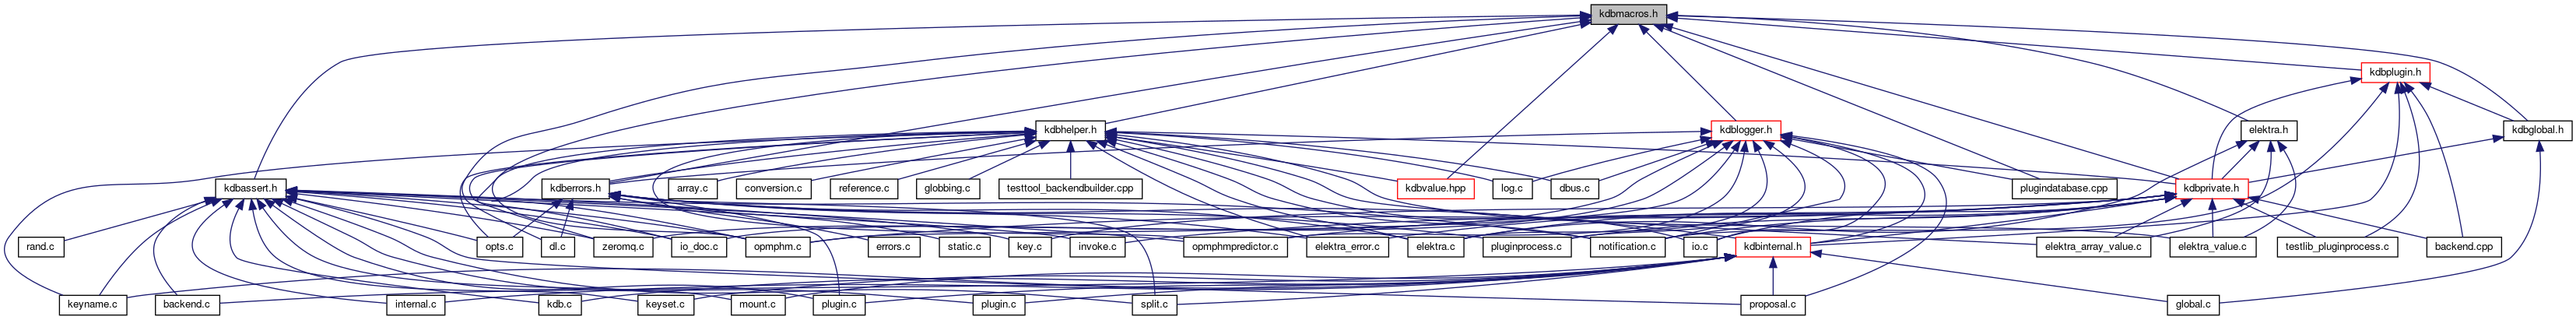 kdbmacros.h
kdbplugin.h
kdbhelper.h
kdblogger.h
elektra.h
kdbglobal.h
kdbassert.h
kdberrors.h
array.c
conversion.c
reference.c
globbing.c
testtool_backendbuilder.cpp
kdbvalue.hpp
log.c
dbus.c
plugindatabase.cpp
kdbprivate.h
rand.c
opts.c
dl.c
zeromq.c
io_doc.c
opmphm.c
errors.c
static.c
key.c
invoke.c
opmphmpredictor.c
elektra_error.c
elektra.c
pluginprocess.c
notification.c
io.c
kdbinternal.h
elektra_array_value.c
elektra_value.c
testlib_pluginprocess.c
backend.cpp
keyname.c
backend.c
internal.c
kdb.c
keyset.c
mount.c
plugin.c
plugin.c
split.c
proposal.c
global.c